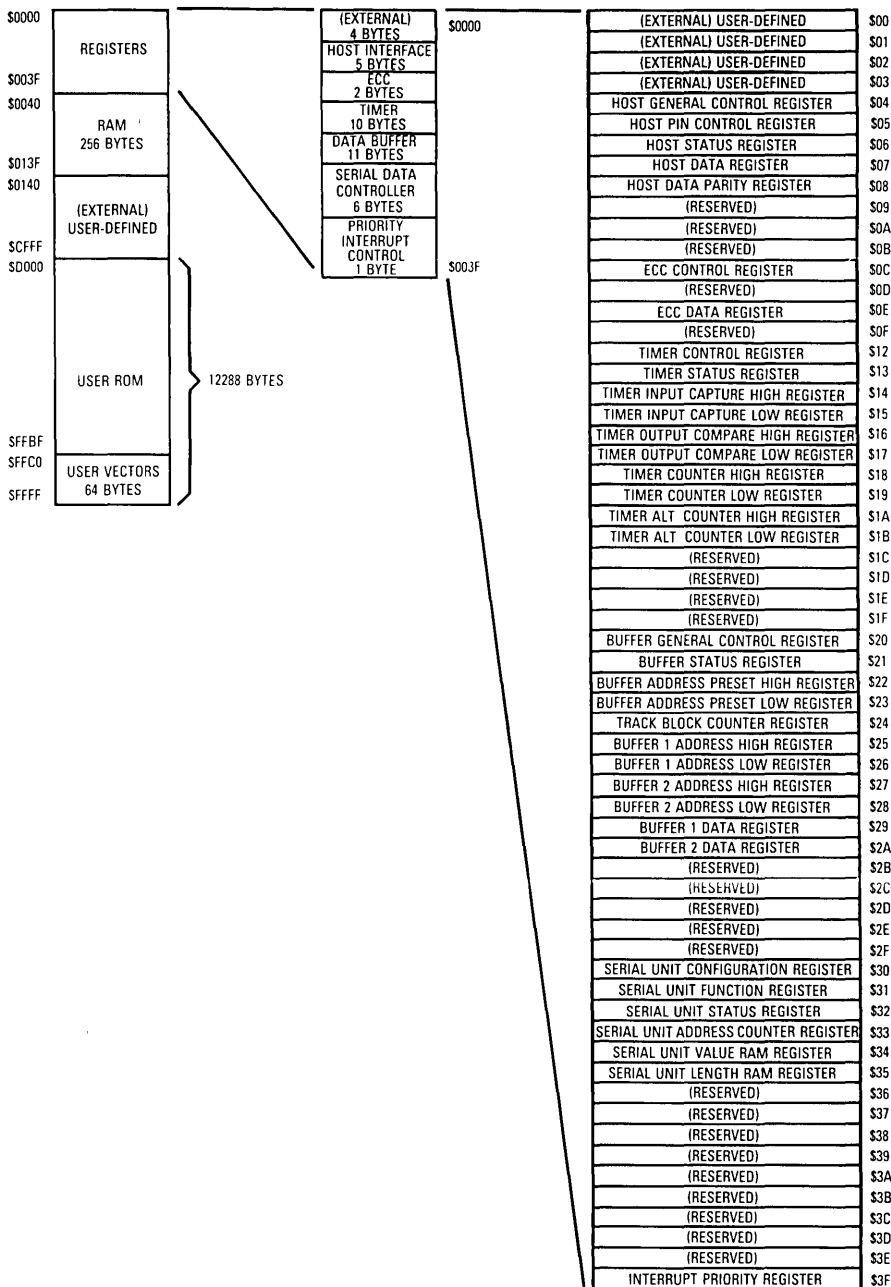 $0000
REGISTERS
$003F
$0040
RAM
256 BYTES
$013F
$0140
(EXTERNAL)
USER-DEFINED
$CFFF
$D000
USER ROM
12288 BYTES
$FFBF
$FFC0
USER VECTORS
64 BYTES
$FFFF
(EXTERNAL)
4 BYTES
$0000
HOST INTERFACE
5 BYTES
ECC
2 BYTES
TIMER
10 BYTES
DATA BUFFER
11 BYTES
SERIAL DATA
CONTROLLER
6 BYTES
PRIORITY
INTERRUPT
CONTROL
1 BYTE
$003F
(EXTERNAL) USER-DEFINED $00
(EXTERNAL) USER-DEFINED $01
(EXTERNAL) USER-DEFINED $02
(EXTERNAL) USER-DEFINED $03
HOST GENERAL CONTROL REGISTER $04
HOST PIN CONTROL REGISTER $05
HOST STATUS REGISTER $06
HOST DATA REGISTER $07
HOST DATA PARITY REGISTER $08
(RESERVED) $09
(RESERVED) $0A
(RESERVED) $0B
ECC CONTROL REGISTER $0C
(RESERVED) $0D
ECC DATA REGISTER $0E
(RESERVED) $0F
TIMER CONTROL REGISTER $12
TIMER STATUS REGISTER $13
TIMER INPUT CAPTURE HIGH REGISTER $14
TIMER INPUT CAPTURE LOW REGISTER $15
TIMER OUTPUT COMPARE HIGH REGISTER $16
TIMER OUTPUT COMPARE LOW REGISTER $17
TIMER COUNTER HIGH REGISTER $18
TIMER COUNTER LOW REGISTER $19
TIMER ALT COUNTER HIGH REGISTER $1A
TIMER ALT COUNTER LOW REGISTER $1B
(RESERVED) $1C
(RESERVED) $1D
(RESERVED) $1E
(RESERVED) $1F
BUFFER GENERAL CONTROL REGISTER $20
BUFFER STATUS REGISTER $21
BUFFER ADDRESS PRESET HIGH REGISTER $22
BUFFER ADDRESS PRESET LOW REGISTER $23
TRACK BLOCK COUNTER REGISTER $24
BUFFER 1 ADDRESS HIGH REGISTER $25
BUFFER 1 ADDRESS LOW REGISTER $26
BUFFER 2 ADDRESS HIGH REGISTER $27
BUFFER 2 ADDRESS LOW REGISTER $28
BUFFER 1 DATA REGISTER $29
BUFFER 2 DATA REGISTER $2A
(RESERVED) $2B
(RESERVED) $2C
(RESERVED) $2D
(RESERVED) $2E
(RESERVED) $2F
SERIAL UNIT CONFIGURATION REGISTER $30
SERIAL UNIT FUNCTION REGISTER $31
SERIAL UNIT STATUS REGISTER $32
SERIAL UNIT ADDRESS COUNTER REGISTER $33
SERIAL UNIT VALUE RAM REGISTER $34
SERIAL UNIT LENGTH RAM REGISTER $35
(RESERVED) $36
(RESERVED) $37
(RESERVED) $38
(RESERVED) $39
(RESERVED) $3A
(RESERVED) $3B
(RESERVED) $3C
(RESERVED) $3D
(RESERVED) $3E
INTERRUPT PRIORITY REGISTER $3F